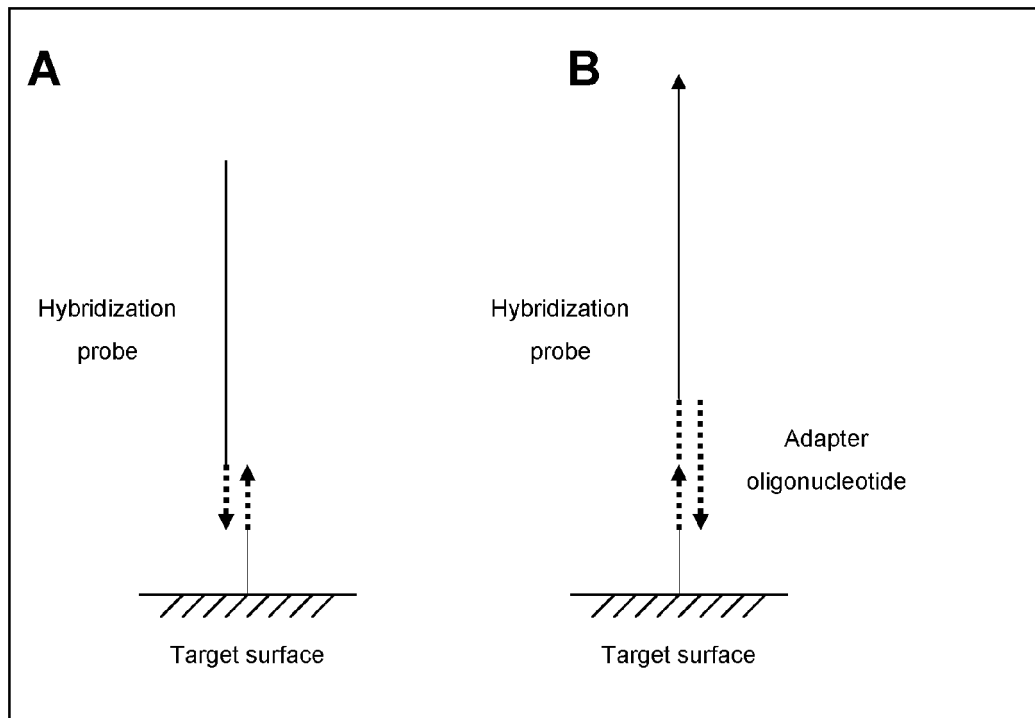 A
Hybridization
probe
Target surface
B
Hybridization
probe
Adapter
oligonucleotide
Target surface